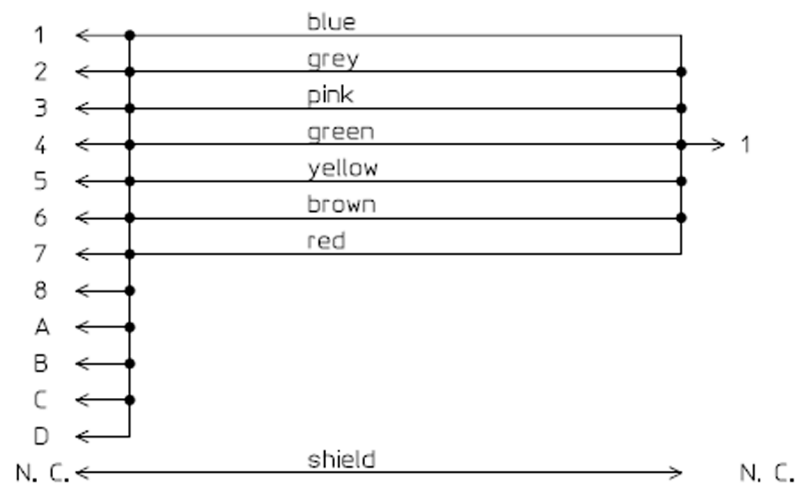 1 blue
2 grey
3 pink
4 green 1
5 yellow
6 brown
7 red
8
A
B
C
D
N. C. shield N. C.